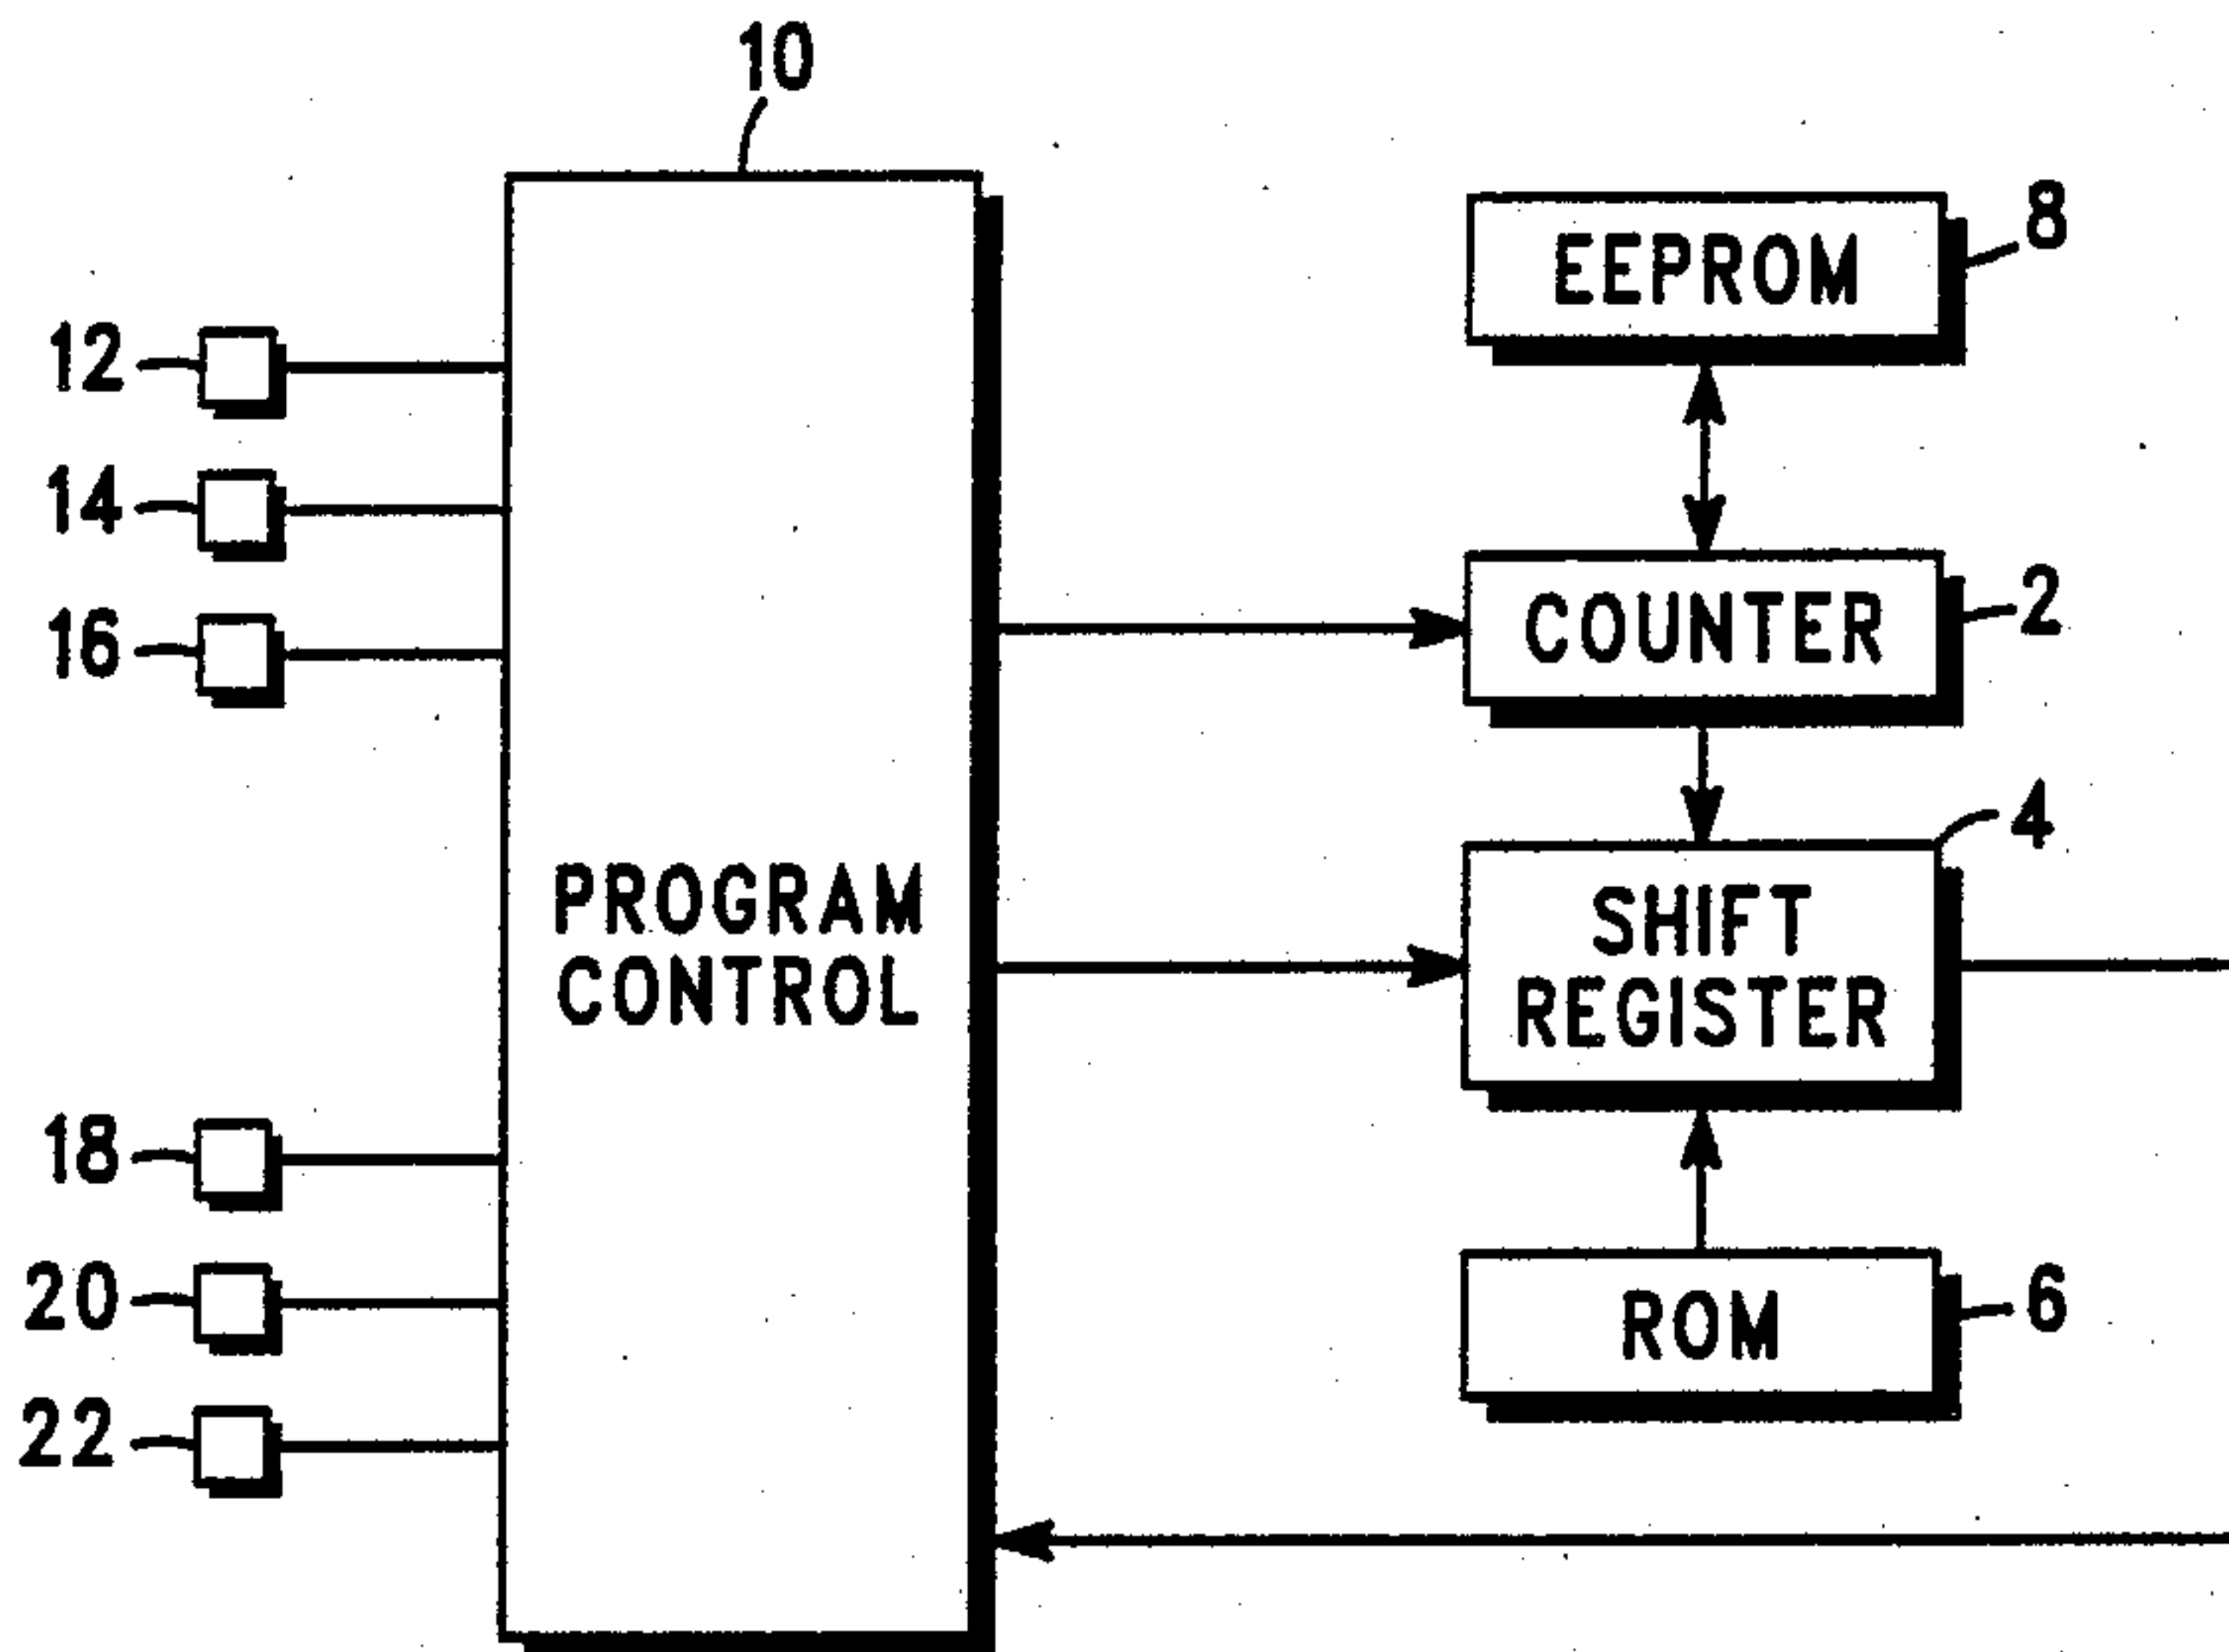 10
EEPROM
8
12
14
16
COUNTER
2
PROGRAM
CONTROL
SHIFT
REGISTER
4
18
20
22
ROM
6